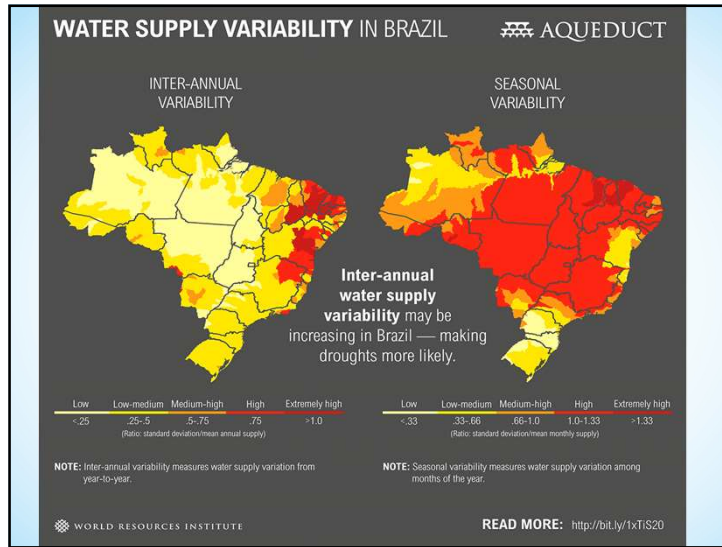 WATER SUPPLY VARIABILITY IN BRAZIL
AQUEDUCT
INTER-ANNUAL
VARIABILITY
SEASONAL
VARIABILITY
Inter-annual
water supply
variability may be
increasing in Brazil — making
droughts more likely.
Low Low-medium Medium-high High Extremely high
<.25 .25-.5 .5-.75 .75 >1.0
(Ratio: standard deviation/mean annual supply)
Low Low-medium Medium-high High Extremely high
<.33 .33-.66 .66-1.0 1.0-1.33 >1.33
(Ratio: standard deviation/mean monthly supply)
NOTE: Inter-annual variability measures water supply variation from
year-to-year.
NOTE: Seasonal variability measures water supply variation among
months of the year.
WORLD RESOURCES INSTITUTE
READ MORE: http://bit.ly/1xTiS20